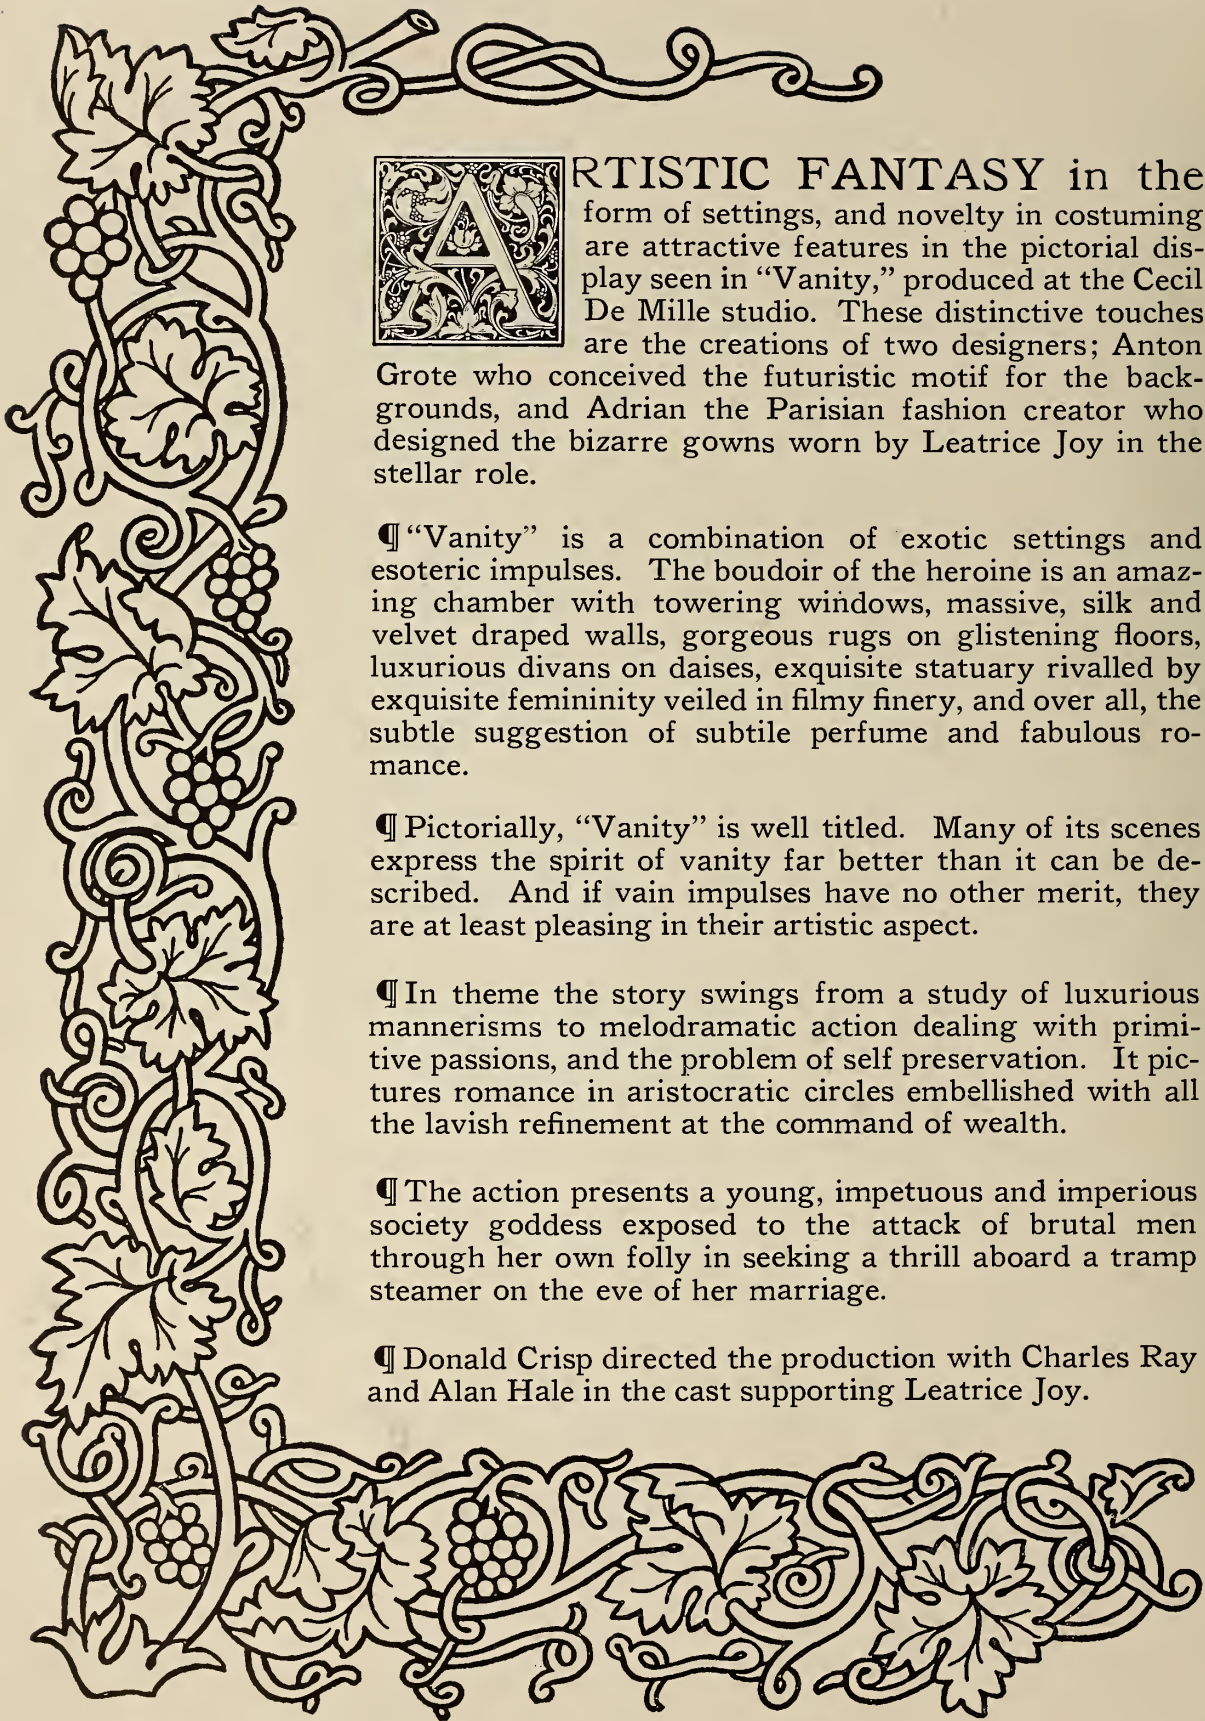 ARTISTIC FANTASY in the
form of settings, and novelty in costuming
are attractive features in the pictorial dis-
play seen in “Vanity,” produced at the Cecil
De Mille studio. These distinctive touches
are the creations of two designers; Anton
Grote who conceived the futuristic motif for the back-
grounds, and Adrian the Parisian fashion creator who
designed the bizarre gowns worn by Leatrice Joy in the
stellar role.
¶ “Vanity” is a combination of exotic settings and
esoteric impulses. The boudoir of the heroine is an amaz-
ing chamber with towering windows, massive, silk and
velvet draped walls, gorgeous rugs on glistening floors,
luxurious divans on daises, exquisite statuary rivalled by
exquisite femininity veiled in filmy finery, and over all, the
subtle suggestion of subtile perfume and fabulous ro-
mance.
¶ Pictorially, “Vanity” is well titled. Many of its scenes
express the spirit of vanity far better than it can be de-
scribed. And if vain impulses have no other merit, they
are at least pleasing in their artistic aspect.
¶ In theme the story swings from a study of luxurious
mannerisms to melodramatic action dealing with primi-
tive passions, and the problem of self preservation. It pic-
tures romance in aristocratic circles embellished with all
the lavish refinement at the command of wealth.
¶ The action presents a young, impetuous and imperious
society goddess exposed to the attack of brutal men
through her own folly in seeking a thrill aboard a tramp
steamer on the eve of her marriage.
¶ Donald Crisp directed the production with Charles Ray
and Alan Hale in the cast supporting Leatrice Joy.